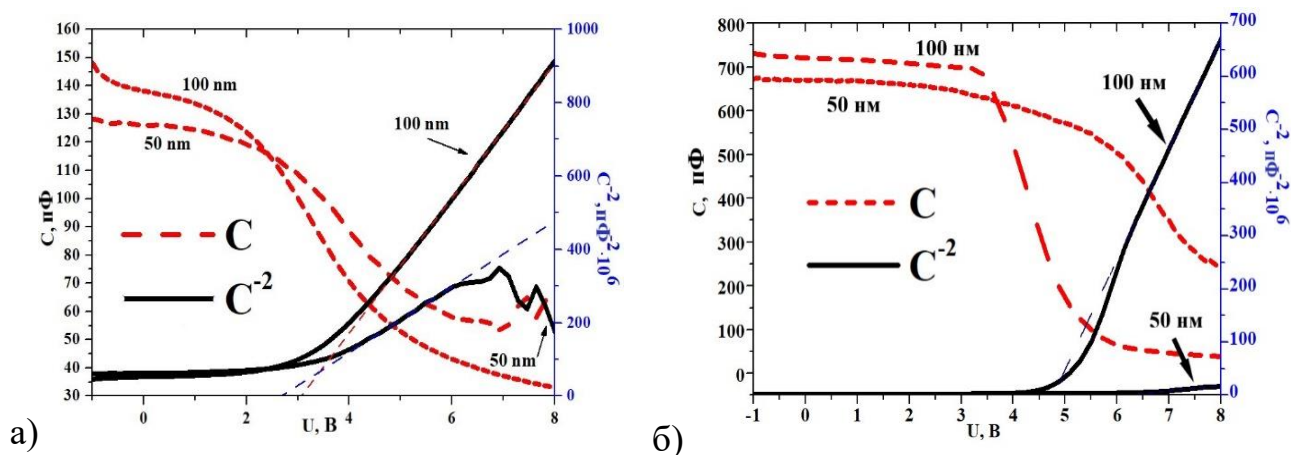 160
150
140
130
120
110
100
90
80
70
60
50
40
30
C, пФ
100 nm
50 nm
100 nm
C
C⁻²
50 nm
1000
800
600
400
200
0
C⁻², пФ⁻²·10⁶
0 2 4 6 8
U, В
а)
800
700
600
500
400
300
200
100
0
C, пФ
100 нм
50 нм
100 нм
C
C⁻²
50 нм
700
600
500
400
300
200
100
0
C⁻², пФ⁻²·10⁶
-1 0 1 2 3 4 5 6 7 8
U, В
б)